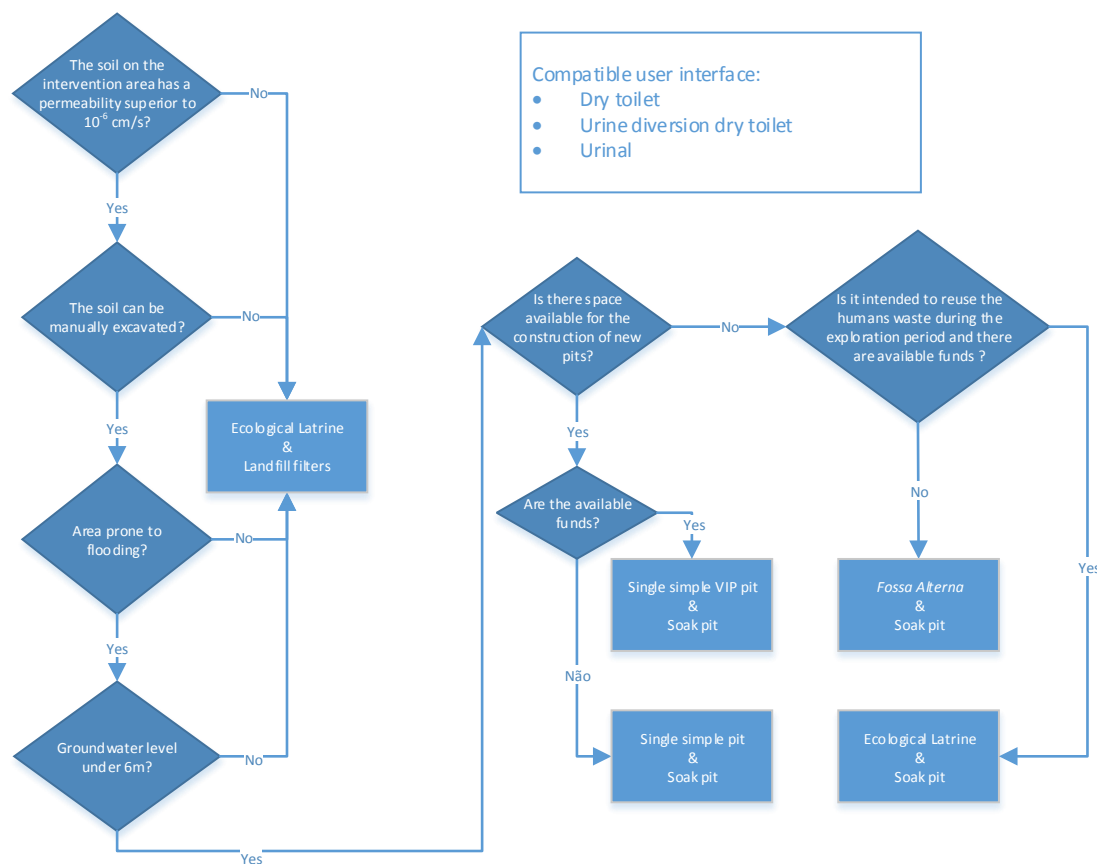 The soil on the
intervention area has a
permeability superior to
10⁻⁶ cm/s?
No
Compatible user interface:
• Dry toilet
• Urine diversion dry toilet
• Urinal
Yes
The soil can be
manually excavated?
No
Is there space
available for the
construction of new
pits?
No
Is it intended to reuse the
humans waste during the
exploration period and there
are available funds ?
Yes
Ecological Latrine
&
Landfill filters
Yes
Are the available
funds?
Yes
No
Area prone to
flooding?
No
Yes
Single simple VIP pit
&
Soak pit
Fossa Alterna
&
Soak pit
Yes
Não
Groundwater level
under 6m?
No
Single simple pit
&
Soak pit
Ecological Latrine
&
Soak pit
Yes